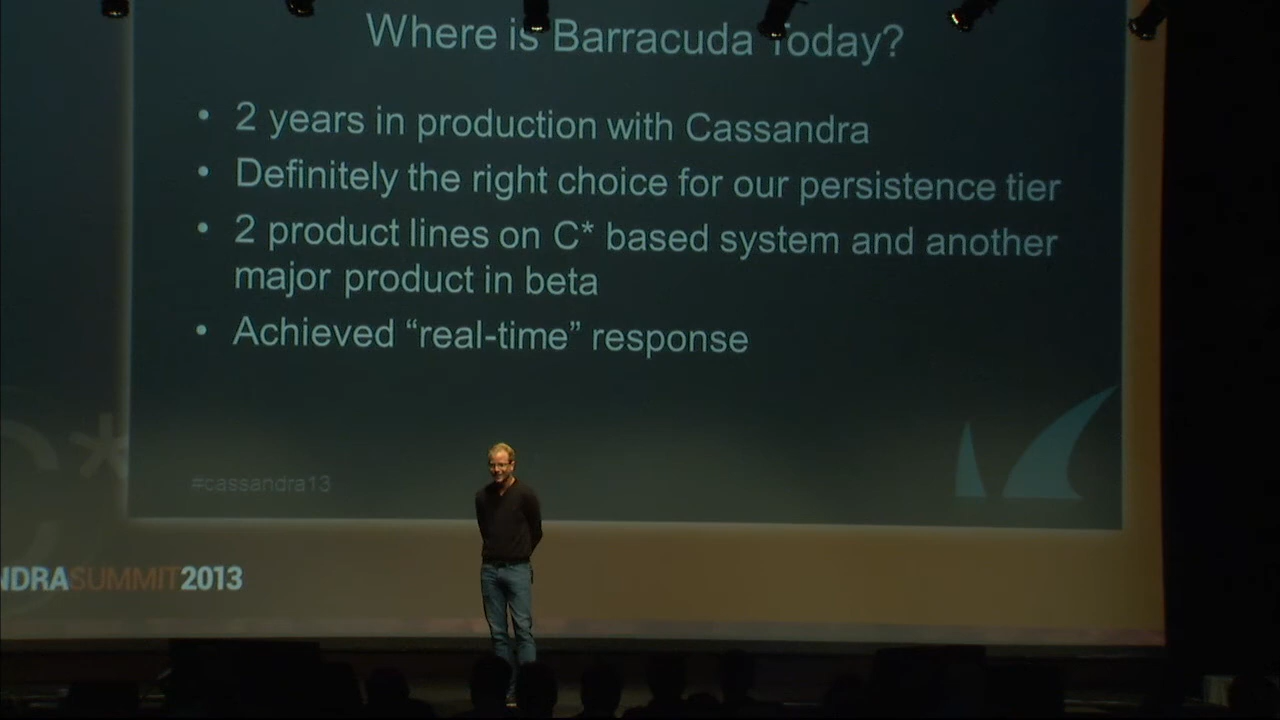 Where is Barracuda Today?
• 2 years in production with Cassandra
• Definitely the right choice for our persistence tier
• 2 product lines on C* based system and another
major product in beta
• Achieved “real-time” response
C*
#cassandra13
NDRASUMMIT2013